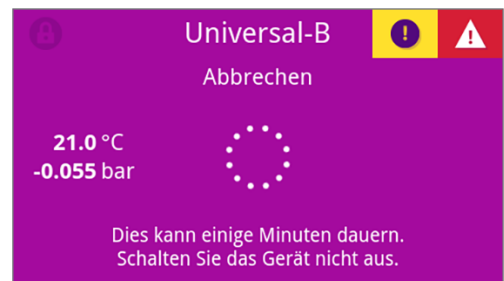 Universal-B
Abbrechen
21.0 °C
-0.055 bar
Dies kann einige Minuten dauern.
Schalten Sie das Gerät nicht aus.